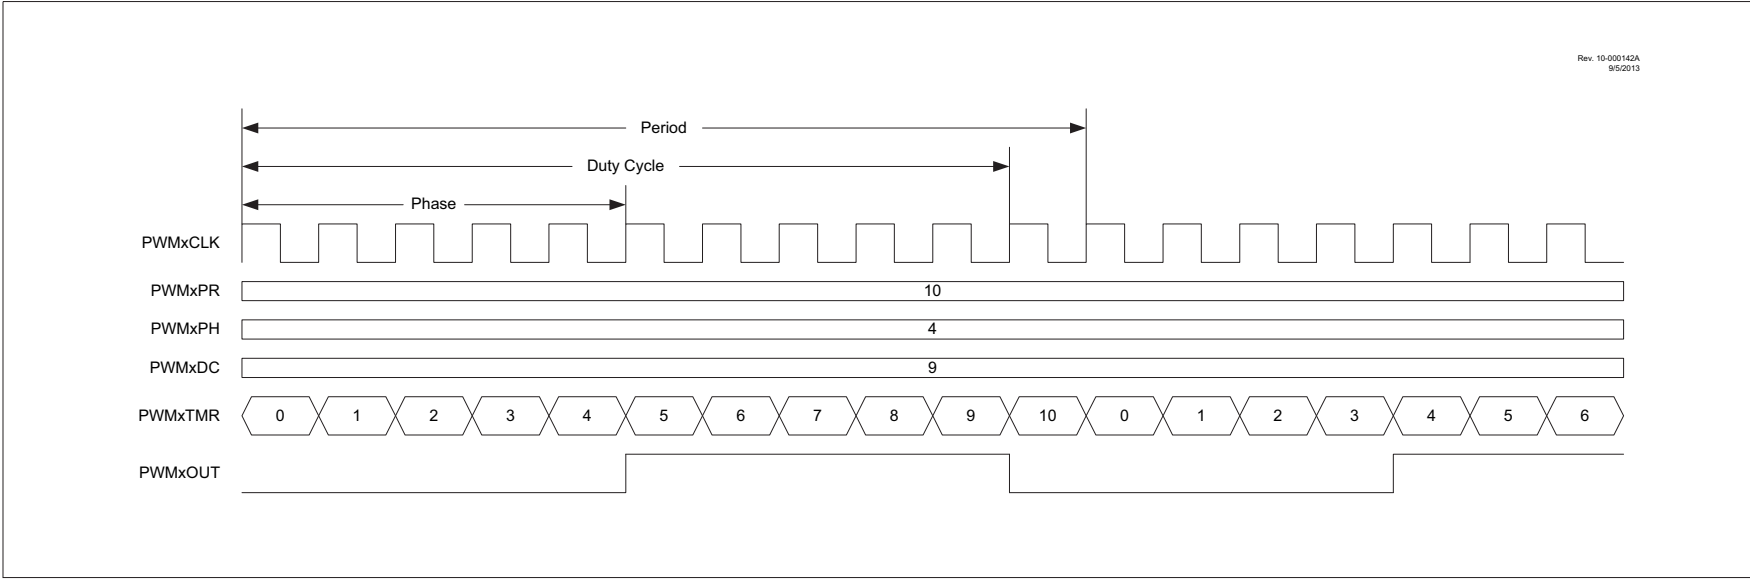 Rev. 10-000142A
9/5/2013
Period
Duty Cycle
Phase
PWMxCLK
PWMxPR 10
PWMxPH 4
PWMxDC 9
PWMxTMR 0 1 2 3 4 5 6 7 8 9 10 0 1 2 3 4 5 6
PWMxOUT